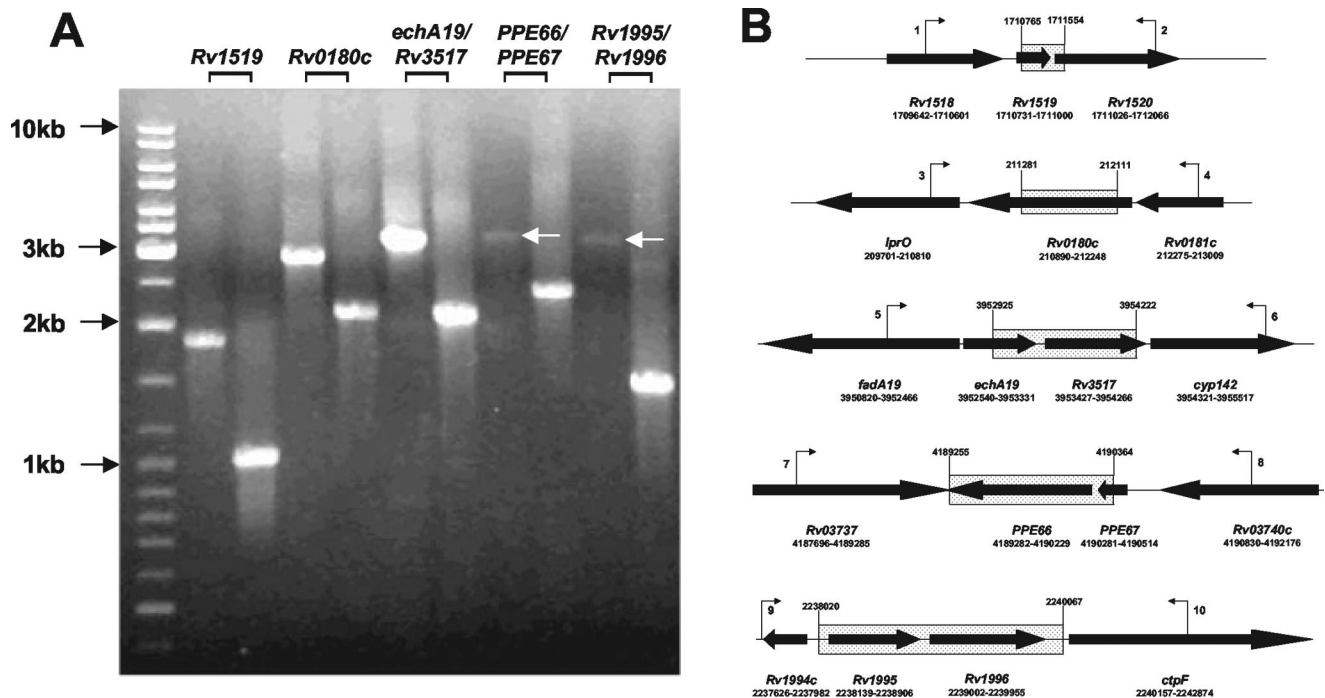 A
Rv1519
Rv0180c
echA19/
Rv3517
PPE66/
PPE67
Rv1995/
Rv1996
10kb
3kb
2kb
1kb
B
1
1710765
1711554
2
Rv1518
Rv1519
Rv1520
1709642-1710601
1710731-1711000
1711026-1712066
3
211281
212111
4
lprO
Rv0180c
Rv0181c
209701-210810
210890-212248
212275-213009
5
3952925
3954222
6
fadA19
echA19
Rv3517
cyp142
3950820-3952466
3952540-3953331
3953427-3954266
3954321-3955517
7
4189255
4190364
8
Rv03737
PPE66
PPE67
Rv03740c
4187696-4189285
4189282-4190229
4190281-4190514
4190830-4192176
9
2238020
2240067
10
Rv1994c
Rv1995
Rv1996
ctpF
2237626-2237982
2238139-2238906
2239002-2239955
2240157-2242874